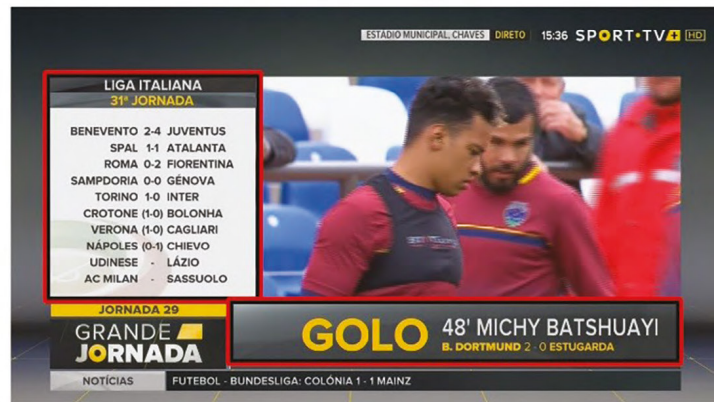 ESTADIO MUNICIPAL, CHAVES DIRETO 15:36 SPORT•TV+ HD
LIGA ITALIANA
31ª JORNADA
BENEVENTO 2-4 JUVENTUS
SPAL 1-1 ATALANTA
ROMA 0-2 FIORENTINA
SAMPDORIA 0-0 GÉNOVA
TORINO 1-0 INTER
CROTONE (1-0) BOLONHA
VERONA (1-0) CAGLIARI
NÁPOLES (0-1) CHIEVO
UDINESE - LÁZIO
AC MILAN - SASSUOLO
JORNADA 29
GRANDE
JORNADA
GOLO 48' MICHY BATSHUAYI
B. DORTMUND 2 - 0 ESTUGARDA
NOTÍCIAS FUTEBOL - BUNDESLIGA: COLÓNIA 1 - 1 MAINZ